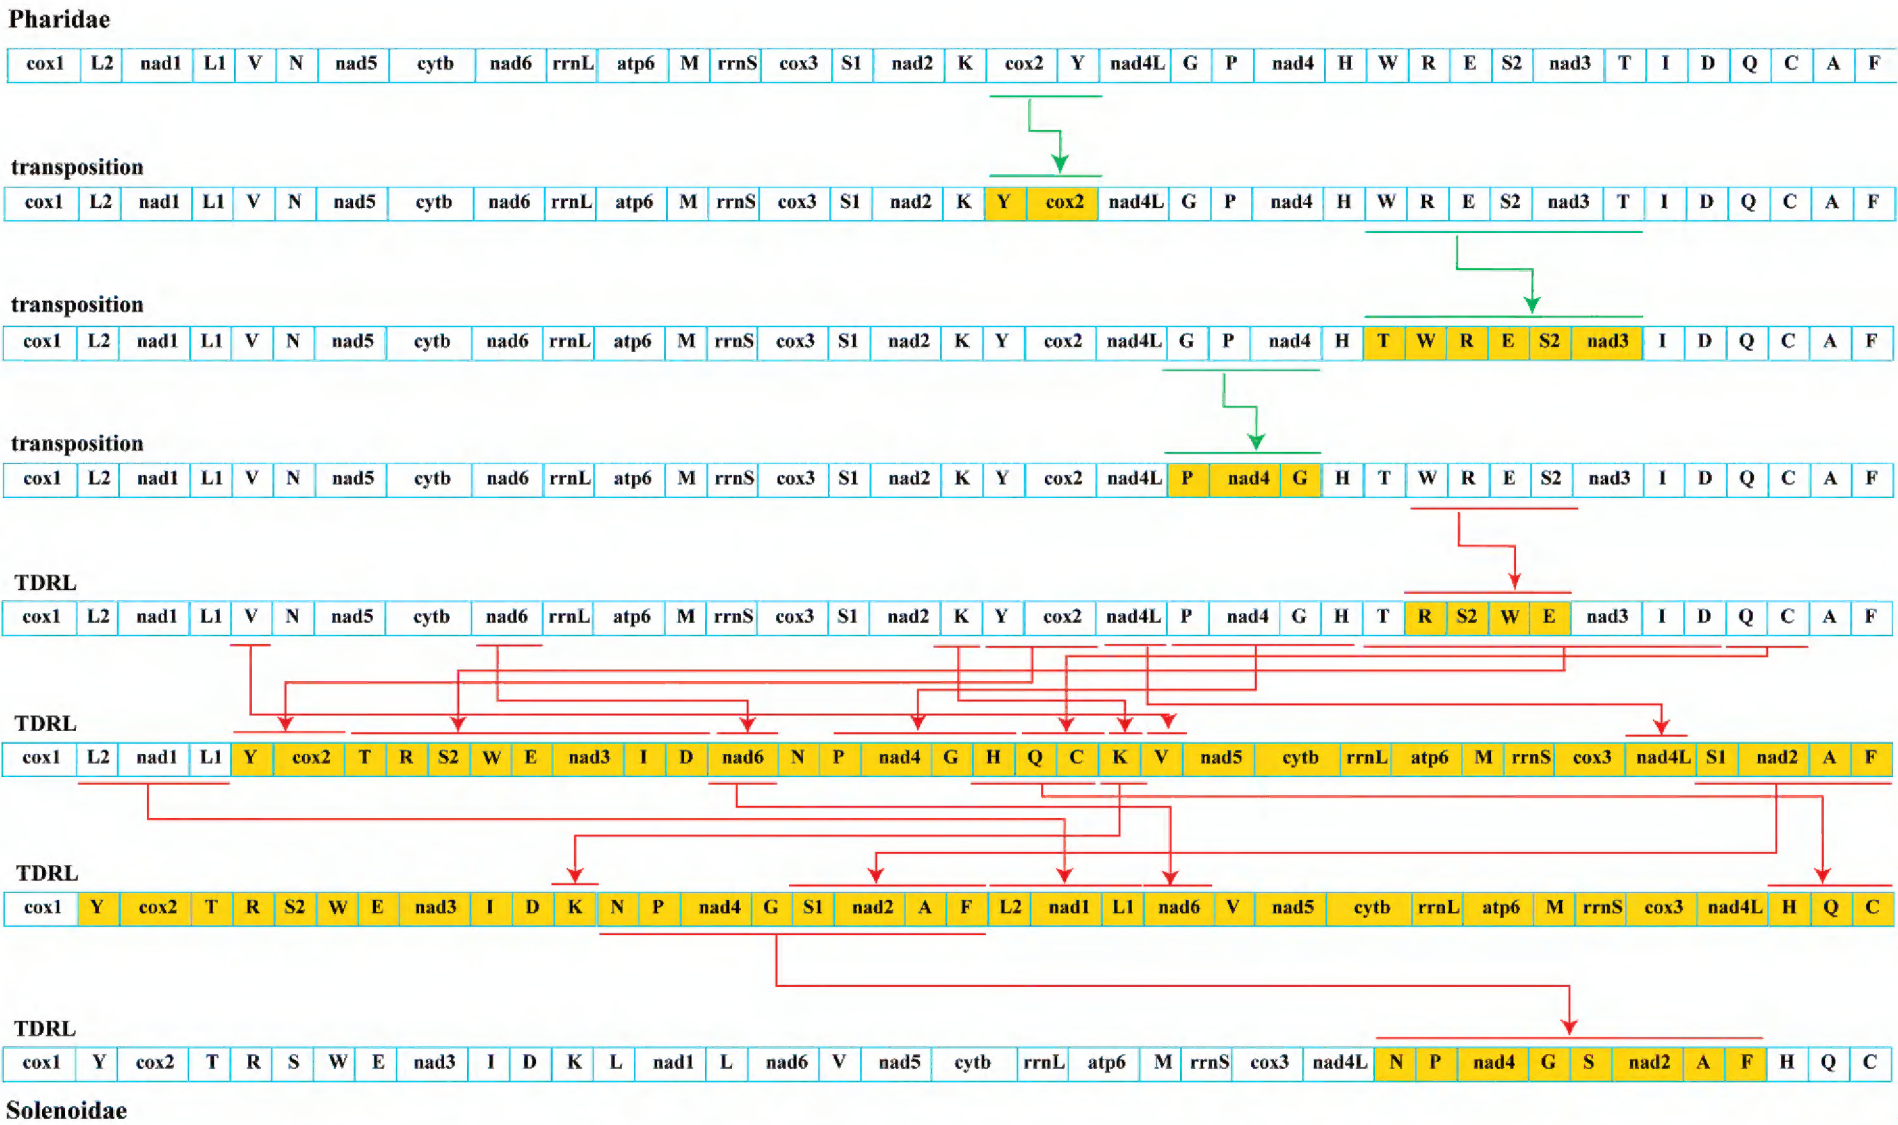 Pharidae
cox1 L2 nad1 L1 V N nad5 cytb nad6 rrnL atp6 M rrnS cox3 S1 nad2 K cox2 Y nad4L G P nad4 H W R E S2 nad3 T I D Q C A F
transposition
cox1 L2 nad1 L1 V N nad5 cytb nad6 rrnL atp6 M rrnS cox3 S1 nad2 K Y cox2 nad4L G P nad4 H W R E S2 nad3 T I D Q C A F
transposition
cox1 L2 nad1 L1 V N nad5 cytb nad6 rrnL atp6 M rrnS cox3 S1 nad2 K Y cox2 nad4L G P nad4 H T W R E S2 nad3 I D Q C A F
transposition
cox1 L2 nad1 L1 V N nad5 cytb nad6 rrnL atp6 M rrnS cox3 S1 nad2 K Y cox2 nad4L P nad4 G H T W R E S2 nad3 I D Q C A F
TDRL
cox1 L2 nad1 L1 V N nad5 cytb nad6 rrnL atp6 M rrnS cox3 S1 nad2 K Y cox2 nad4L P nad4 G H T R S2 W E nad3 I D Q C A F
TDRL
cox1 L2 nad1 L1 Y cox2 T R S2 W E nad3 I D nad6 N P nad4 G H Q C K V nad5 cytb rrnL atp6 M rrnS cox3 nad4L S1 nad2 A F
TDRL
cox1 Y cox2 T R S2 W E nad3 I D K N P nad4 G S1 nad2 A F L2 nad1 L1 nad6 V nad5 cytb rrnL atp6 M rrnS cox3 nad4L H Q C
TDRL
cox1 Y cox2 T R S W E nad3 I D K L nad1 L nad6 V nad5 cytb rrnL atp6 M rrnS cox3 nad4L N P nad4 G S nad2 A F H Q C
Solenoidae